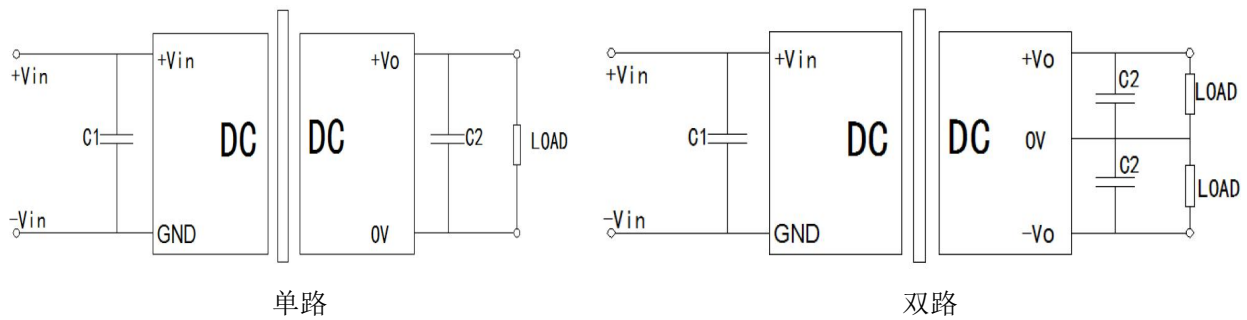 +Vin
+Vin
C1
DC
-Vin
GND
+Vo
DC
C2
LOAD
0V
单路
+Vin
+Vin
C1
DC
-Vin
GND
+Vo
C2
LOAD
DC
0V
C2
LOAD
-Vo
双路